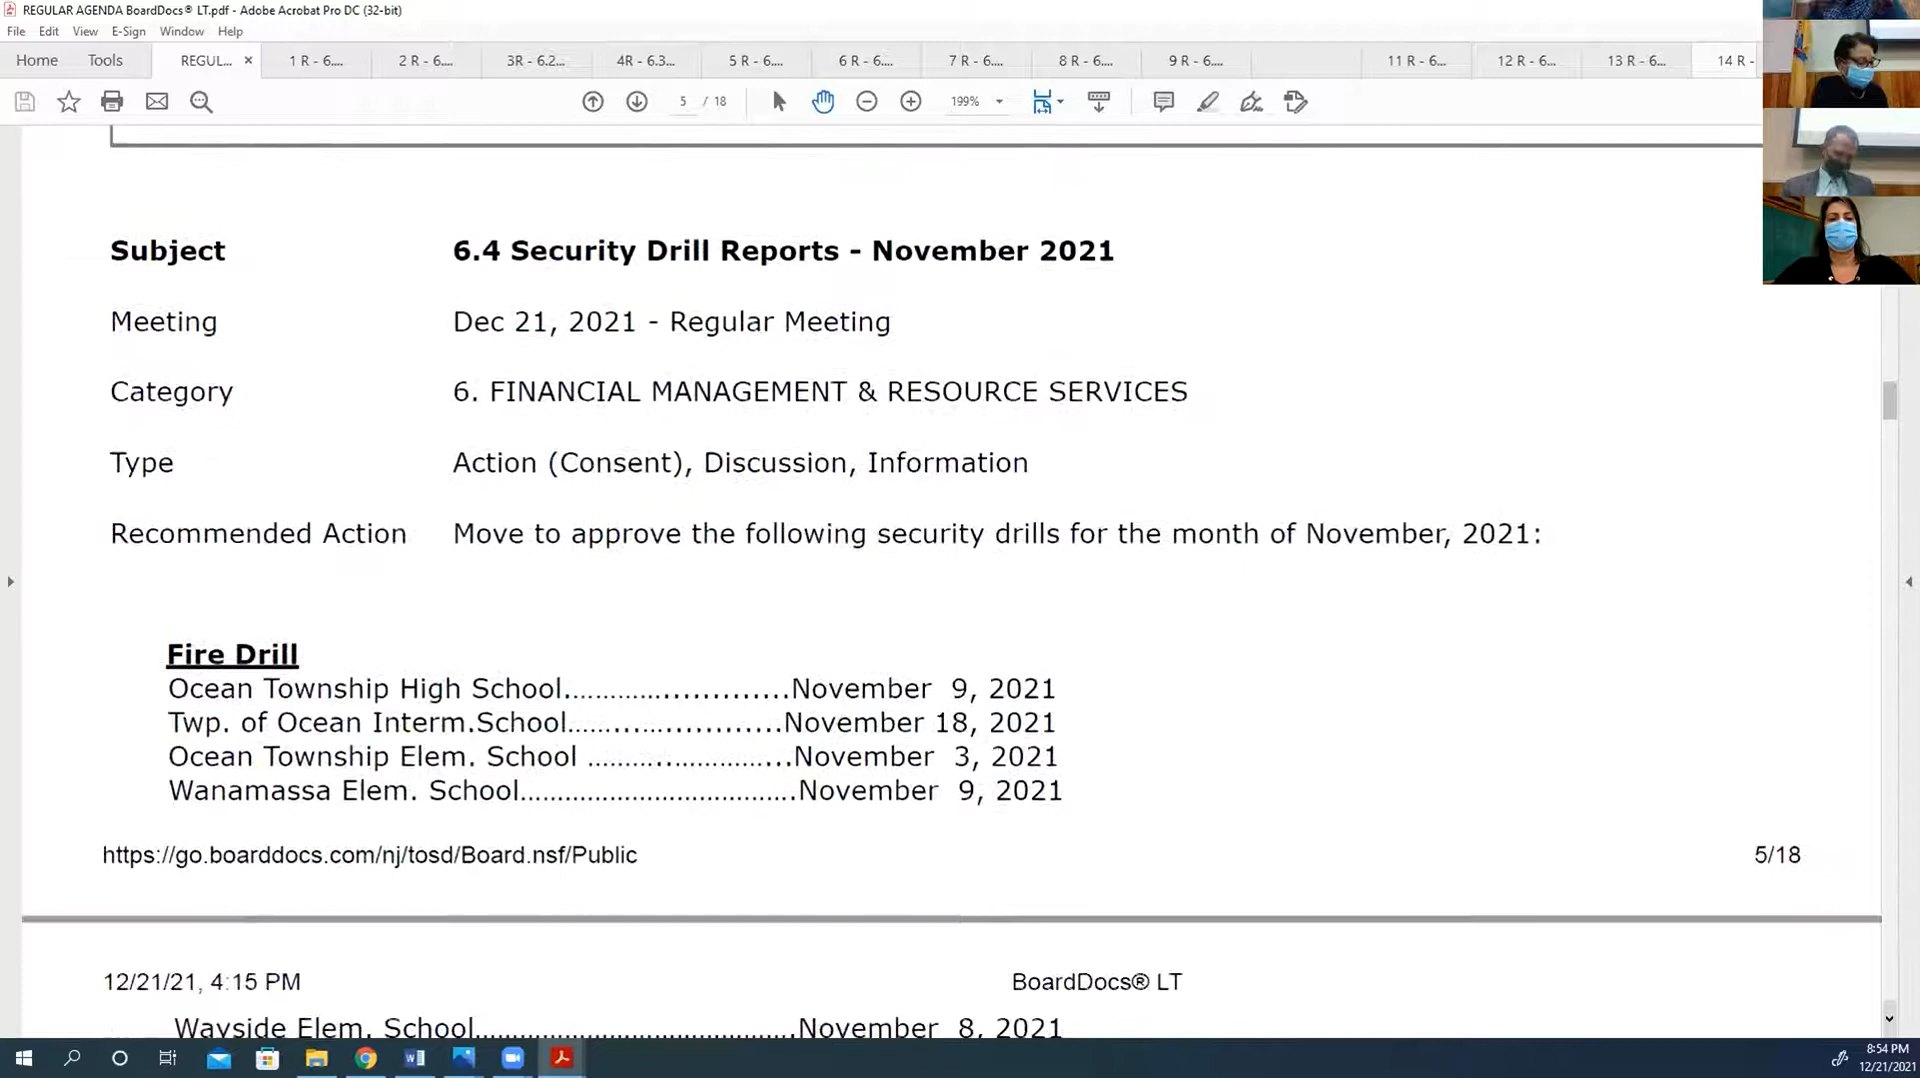 REGULAR AGENDA BoardDocs® LT.pdf - Adobe Acrobat Pro DC (32-bit)
File Edit View E-Sign Window Help
Home Tools REGUL... × 1 R - 6.... 2 R - 6.... 3R - 6.2... 4R - 6.3... 5 R - 6.... 6 R - 6.... 7 R - 6.... 8 R - 6.... 9 R - 6.... 11 R - 6... 12 R - 6... 13 R - 6... 14 R -
5 / 18 199%
Subject 6.4 Security Drill Reports - November 2021
Meeting Dec 21, 2021 - Regular Meeting
Category 6. FINANCIAL MANAGEMENT & RESOURCE SERVICES
Type Action (Consent), Discussion, Information
Recommended Action Move to approve the following security drills for the month of November, 2021:
Fire Drill
Ocean Township High School..........................November 9, 2021
Twp. of Ocean Interm.School..........................November 18, 2021
Ocean Township Elem. School ..........................November 3, 2021
Wanamassa Elem. School....................................November 9, 2021
https://go.boarddocs.com/nj/tosd/Board.nsf/Public 5/18
12/21/21, 4:15 PM BoardDocs® LT
Wayside Elem. School..........................................November 8, 2021
8:54 PM
12/21/2021